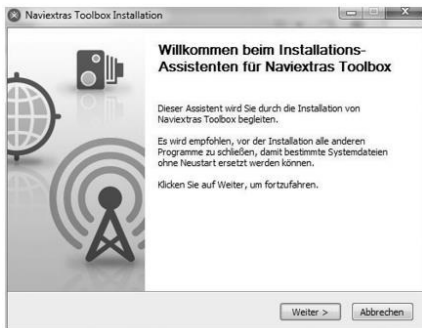 Naviextras Toolbox Installation
Willkommen beim Installations-
Assistenten für Naviextras Toolbox
Dieser Assistent wird Sie durch die Installation von
Naviextras Toolbox begleiten.
Es wird empfohlen, vor der Installation alle anderen
Programme zu schließen, damit bestimmte Systemdateien
ohne Neustart ersetzt werden können.
Klicken Sie auf Weiter, um fortzufahren.
Weiter >
Abbrechen